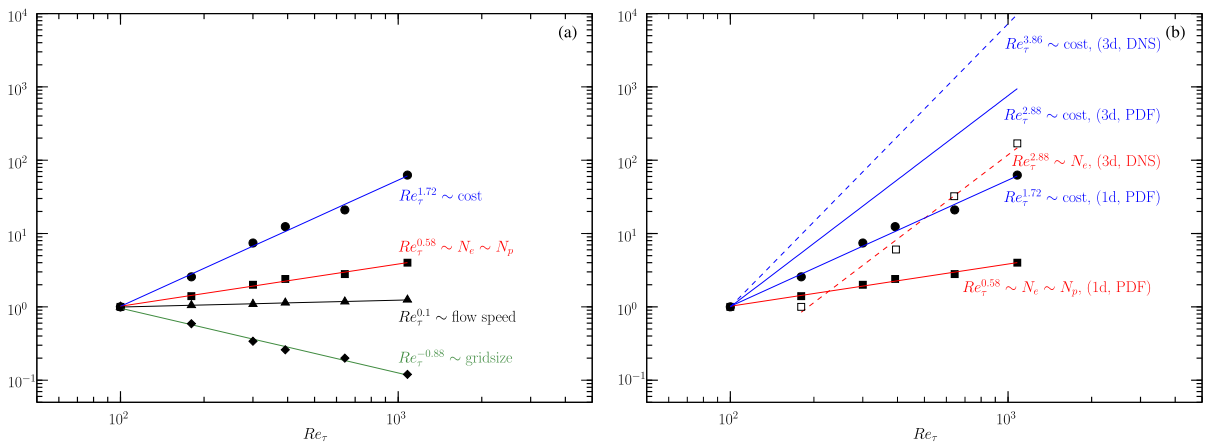 (a)
10^4
10^3
10^2
10^1
10^0
10^{-1}
Re_τ^{1.72} ∼ cost
Re_τ^{0.58} ∼ N_e ∼ N_p
Re_τ^{0.1} ∼ flow speed
Re_τ^{-0.88} ∼ gridsize
10^2
10^3
Re_τ
(b)
10^4
10^3
10^2
10^1
10^0
10^{-1}
Re_τ^{3.86} ∼ cost, (3d, DNS)
Re_τ^{2.88} ∼ cost, (3d, PDF)
Re_τ^{2.88} ∼ N_e, (3d, DNS)
Re_τ^{1.72} ∼ cost, (1d, PDF)
Re_τ^{0.58} ∼ N_e ∼ N_p, (1d, PDF)
10^2
10^3
Re_τ